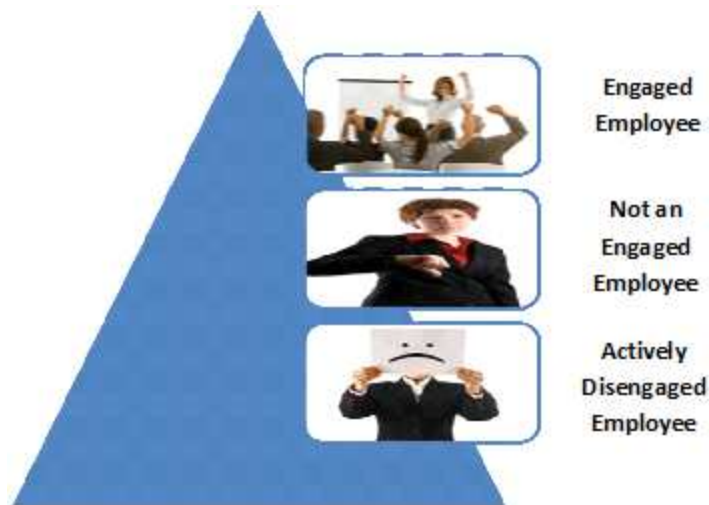 Engaged
Employee
Not an
Engaged
Employee
Actively
Disengaged
Employee